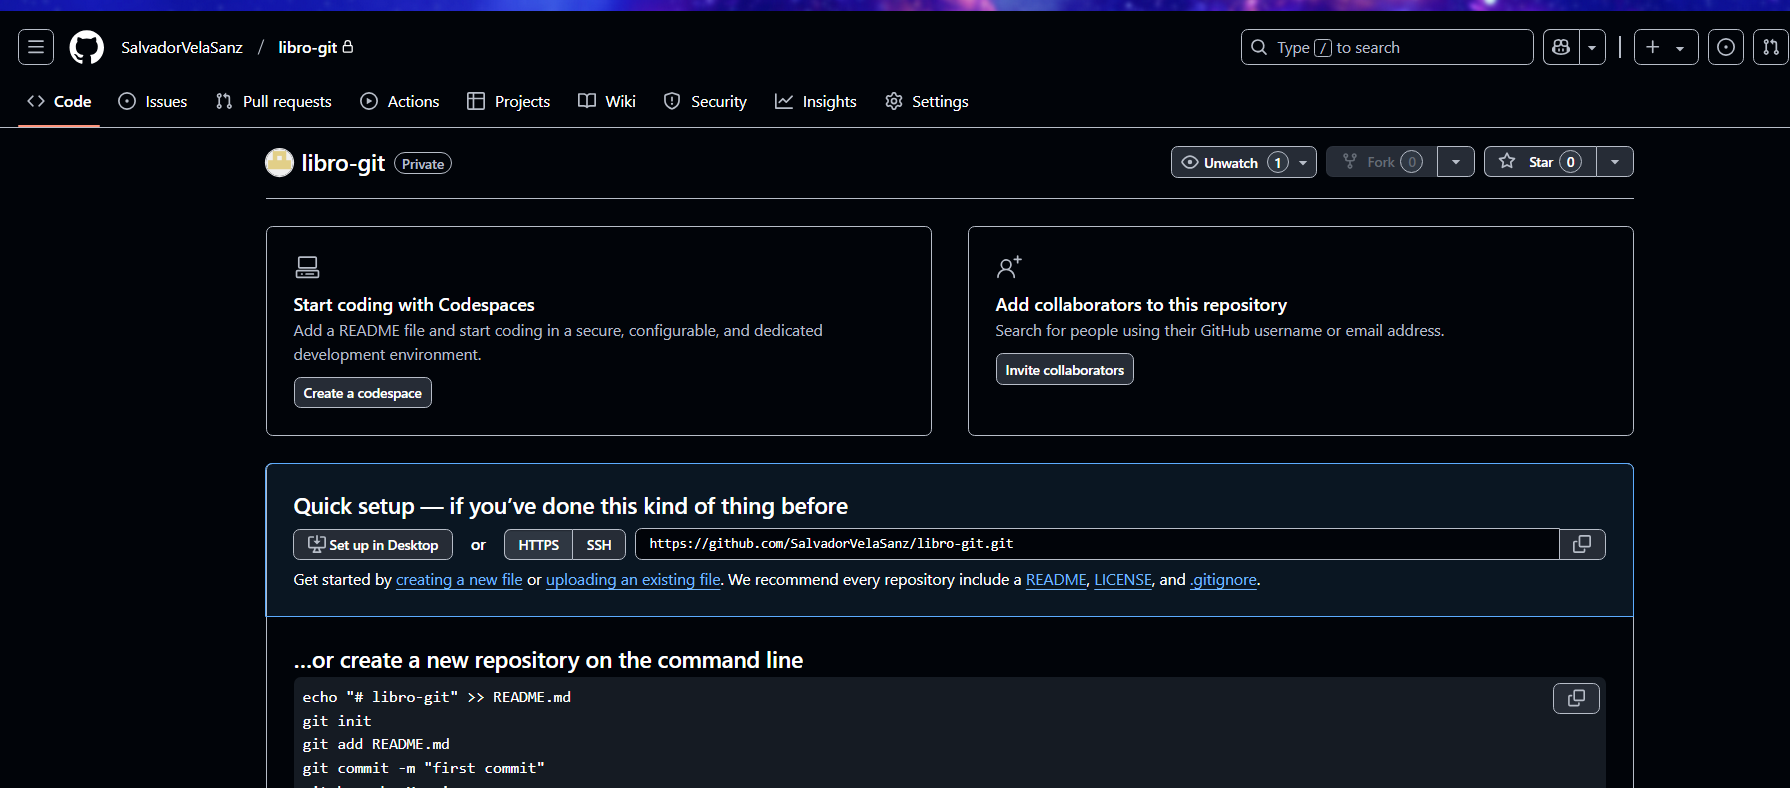 SalvadorVelaSanz / libro-git
Type / to search
Code Issues Pull requests Actions Projects Wiki Security Insights Settings
libro-git Private
Unwatch 1 Fork 0 Star 0
Start coding with Codespaces
Add a README file and start coding in a secure, configurable, and dedicated
development environment.
Create a codespace
Add collaborators to this repository
Search for people using their GitHub username or email address.
Invite collaborators
Quick setup — if you’ve done this kind of thing before
Set up in Desktop or HTTPS SSH https://github.com/SalvadorVelaSanz/libro-git.git
Get started by creating a new file or uploading an existing file. We recommend every repository include a README, LICENSE, and .gitignore.
…or create a new repository on the command line
echo "# libro-git" >> README.md
git init
git add README.md
git commit -m "first commit"